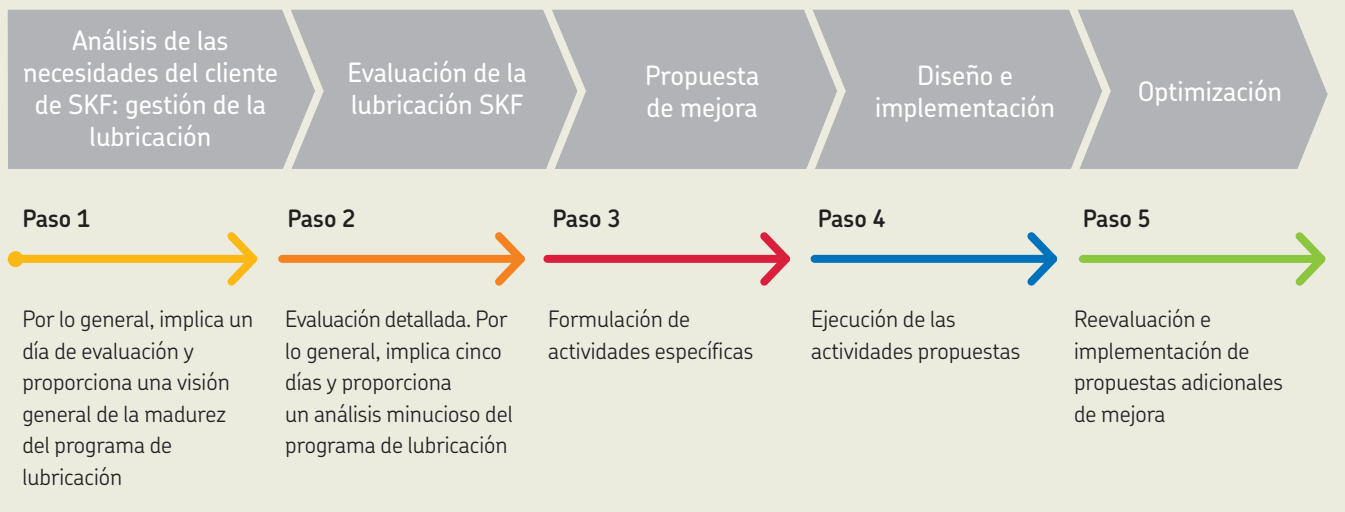 Análisis de las
necesidades del cliente
de SKF: gestión de la
lubricación
Evaluación de la
lubricación SKF
Propuesta
de mejora
Diseño e
implementación
Optimización
Paso 1
Por lo general, implica un
día de evaluación y
proporciona una visión
general de la madurez
del programa de
lubricación
Paso 2
Evaluación detallada. Por
lo general, implica cinco
días y proporciona
un análisis minucioso del
programa de lubricación
Paso 3
Formulación de
actividades específicas
Paso 4
Ejecución de las
actividades propuestas
Paso 5
Reevaluación e
implementación de
propuestas adicionales
de mejora